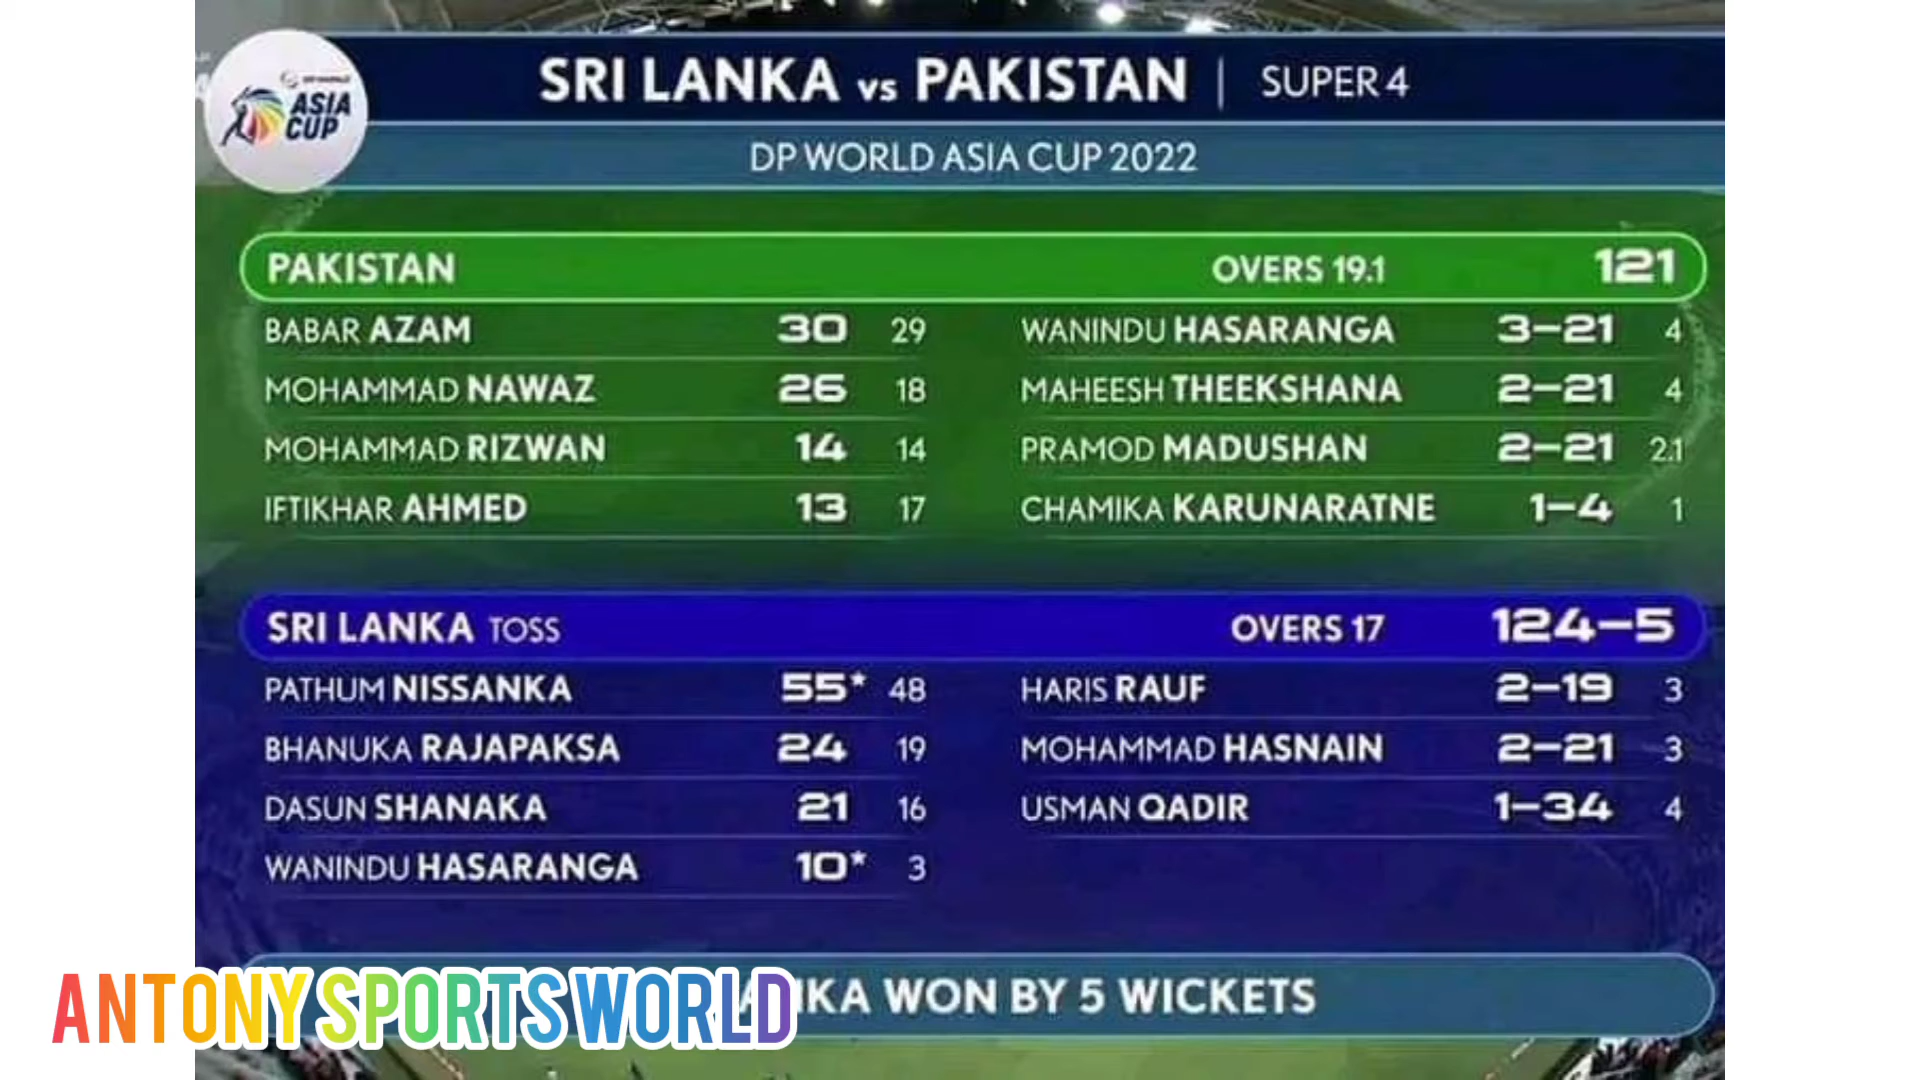 ASIA
CUP
SRI LANKA vs PAKISTAN | SUPER 4
DP WORLD ASIA CUP 2022
PAKISTAN OVERS 19.1 121
BABAR AZAM 30 29 WANINDU HASARANGA 3-21 4
MOHAMMAD NAWAZ 26 18 MAHEESH THEEKSHANA 2-21 4
MOHAMMAD RIZWAN 14 14 PRAMOD MADUSHAN 2-21 2.1
IFTIKHAR AHMED 13 17 CHAMIKA KARUNARATNE 1-4 1
SRI LANKA TOSS OVERS 17 124-5
PATHUM NISSANKA 55* 48 HARIS RAUF 2-19 3
BHANUKA RAJAPAKSA 24 19 MOHAMMAD HASNAIN 2-21 3
DASUN SHANAKA 21 16 USMAN QADIR 1-34 4
WANINDU HASARANGA 10* 3
WON BY 5 WICKETS
ANTONY SPORTS WORLD